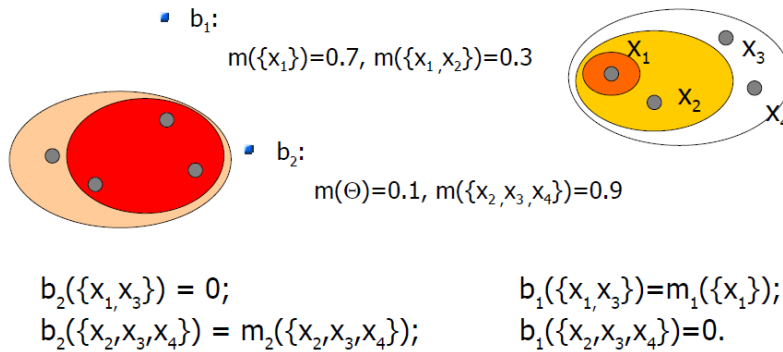 b₁:
m({x₁})=0.7, m({x₁,x₂})=0.3
x₁
x₃
x₂
b₂:
m(Θ)=0.1, m({x₂,x₃,x₄})=0.9
b₂({x₁,x₃}) = 0;
b₁({x₁,x₃})=m₁({x₁});
b₂({x₂,x₃,x₄}) = m₂({x₂,x₃,x₄});
b₁({x₂,x₃,x₄})=0.